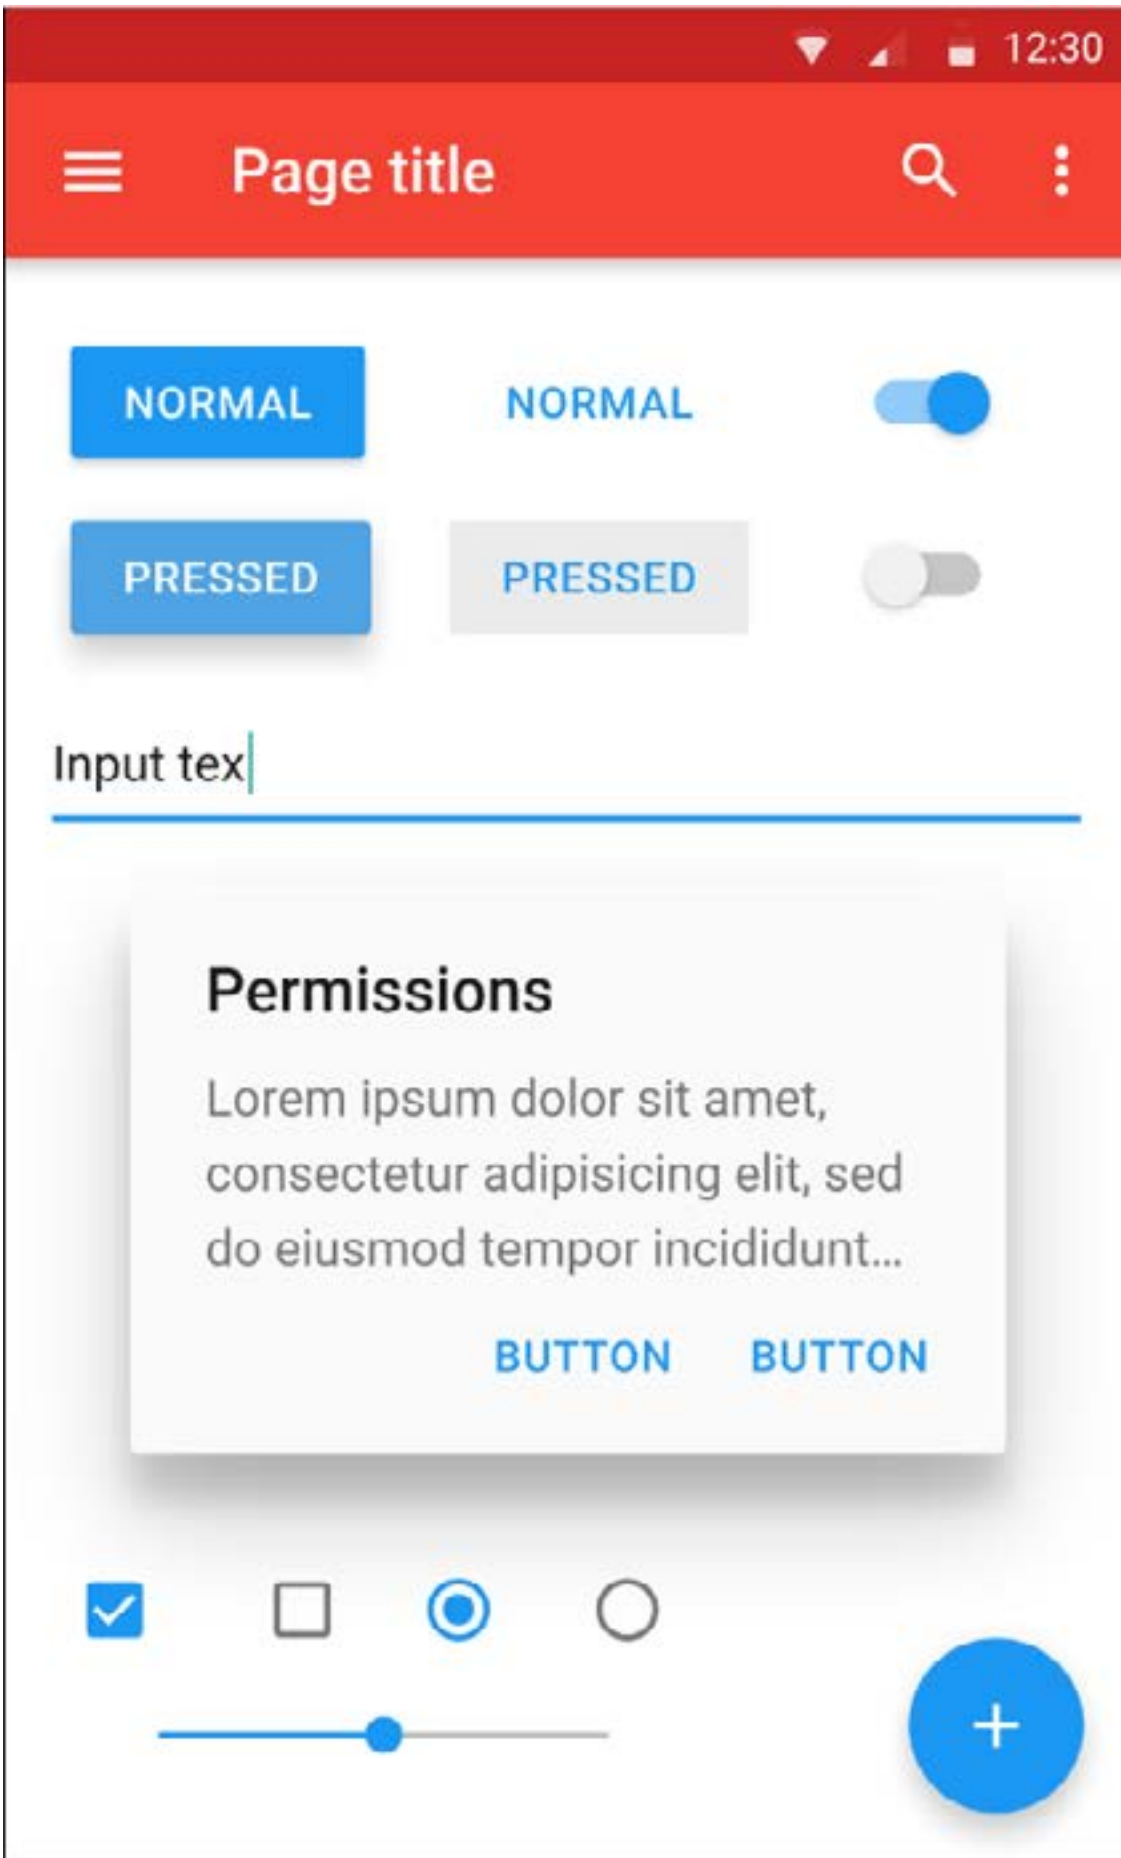 12:30
Page title
NORMAL NORMAL
PRESSED PRESSED
Input tex
Permissions
Lorem ipsum dolor sit amet,
consectetur adipisicing elit, sed
do eiusmod tempor incididunt...
BUTTON BUTTON